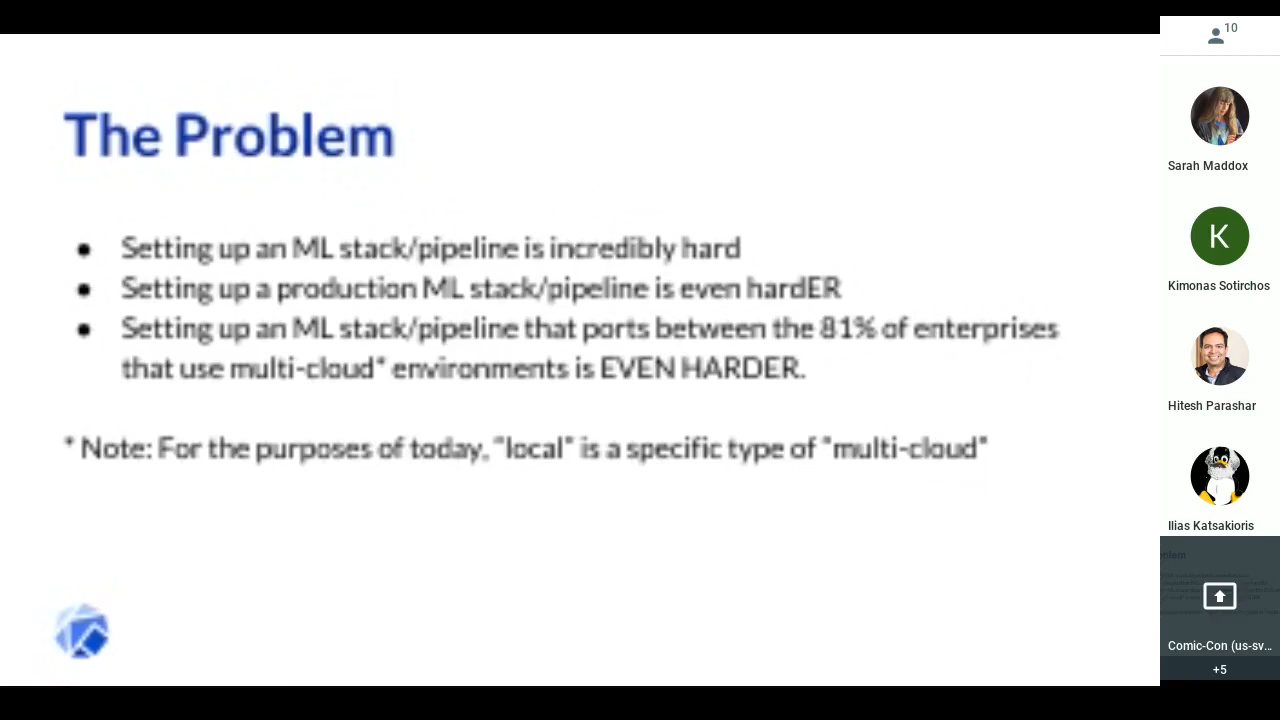 The Problem
● Setting up an ML stack/pipeline is incredibly hard
● Setting up a production ML stack/pipeline is even hardER
● Setting up an ML stack/pipeline that ports between the 81% of enterprises
that use multi-cloud* environments is EVEN HARDER.
* Note: For the purposes of today, "local" is a specific type of "multi-cloud"
10
Sarah Maddox
K
Kimonas Sotirchos
Hitesh Parashar
Ilias Katsakioris
Comic-Con (us-sv...
+5